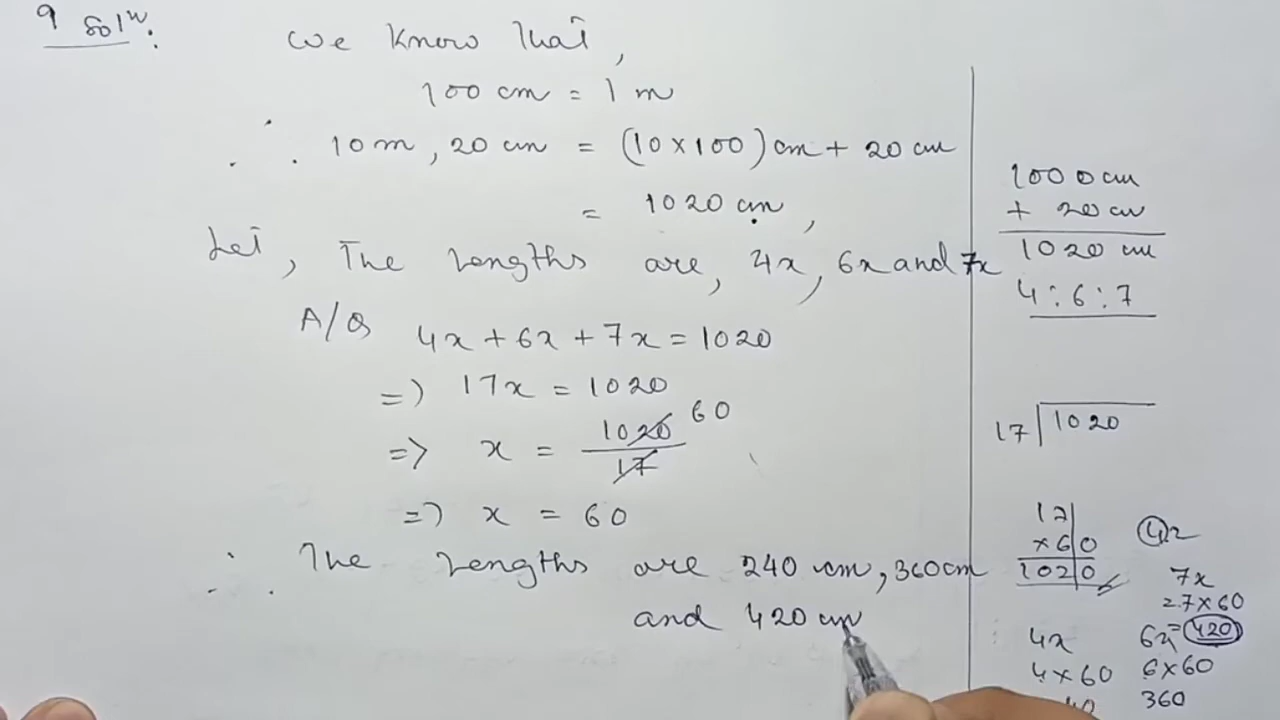 9 Solⁿ:
We know that,
100 cm = 1 m
∴ 10 m, 20 cm = (10 × 100) cm + 20 cm
= 1020 cm,
Let, The lengths are, 4x, 6x and 7x
A/Q 4x + 6x + 7x = 1020
=> 17x = 1020
=> x = 1020/17 60
=> x = 60
∴ The lengths are 240 cm, 360 cm
and 420 cm
1000 cm
+ 20 cm
1020 cm
4 : 6 : 7
17 1020
17
×60
1020
42
7x
= 7×60
= 420
4x
4×60
6x
6×60
360